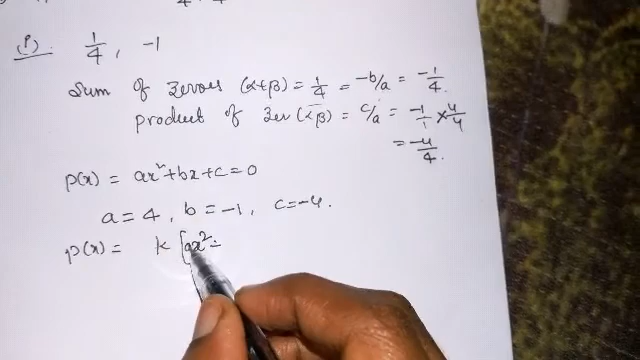 (i). 1/4, -1
Sum of zeroes (α+β) = 1/4 = -b/a = -1/4.
product of zer (αβ) = c/a = -1/1 × 4/4
= -4/4.
p(x) = ax²+bx+c=0
a = 4, b = -1, c = -4.
p(x) = k [ax² -